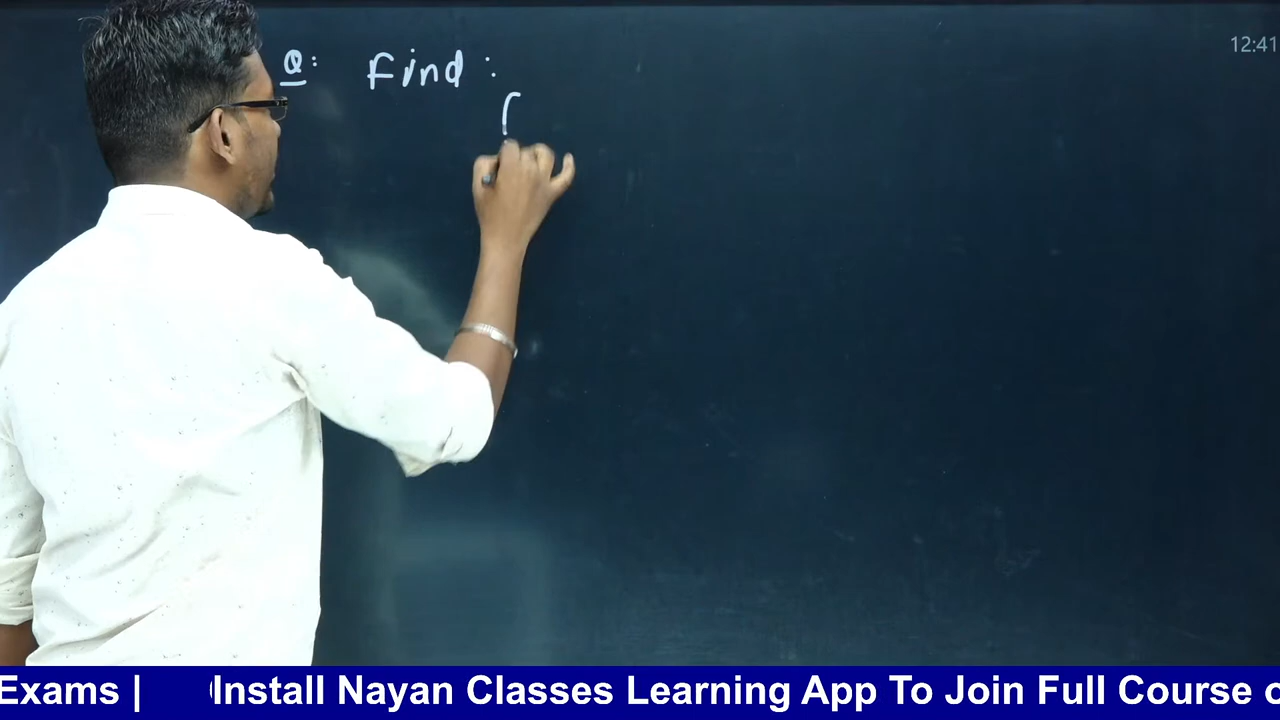 12:41
Q: Find:
Exams | Install Nayan Classes Learning App To Join Full Course o